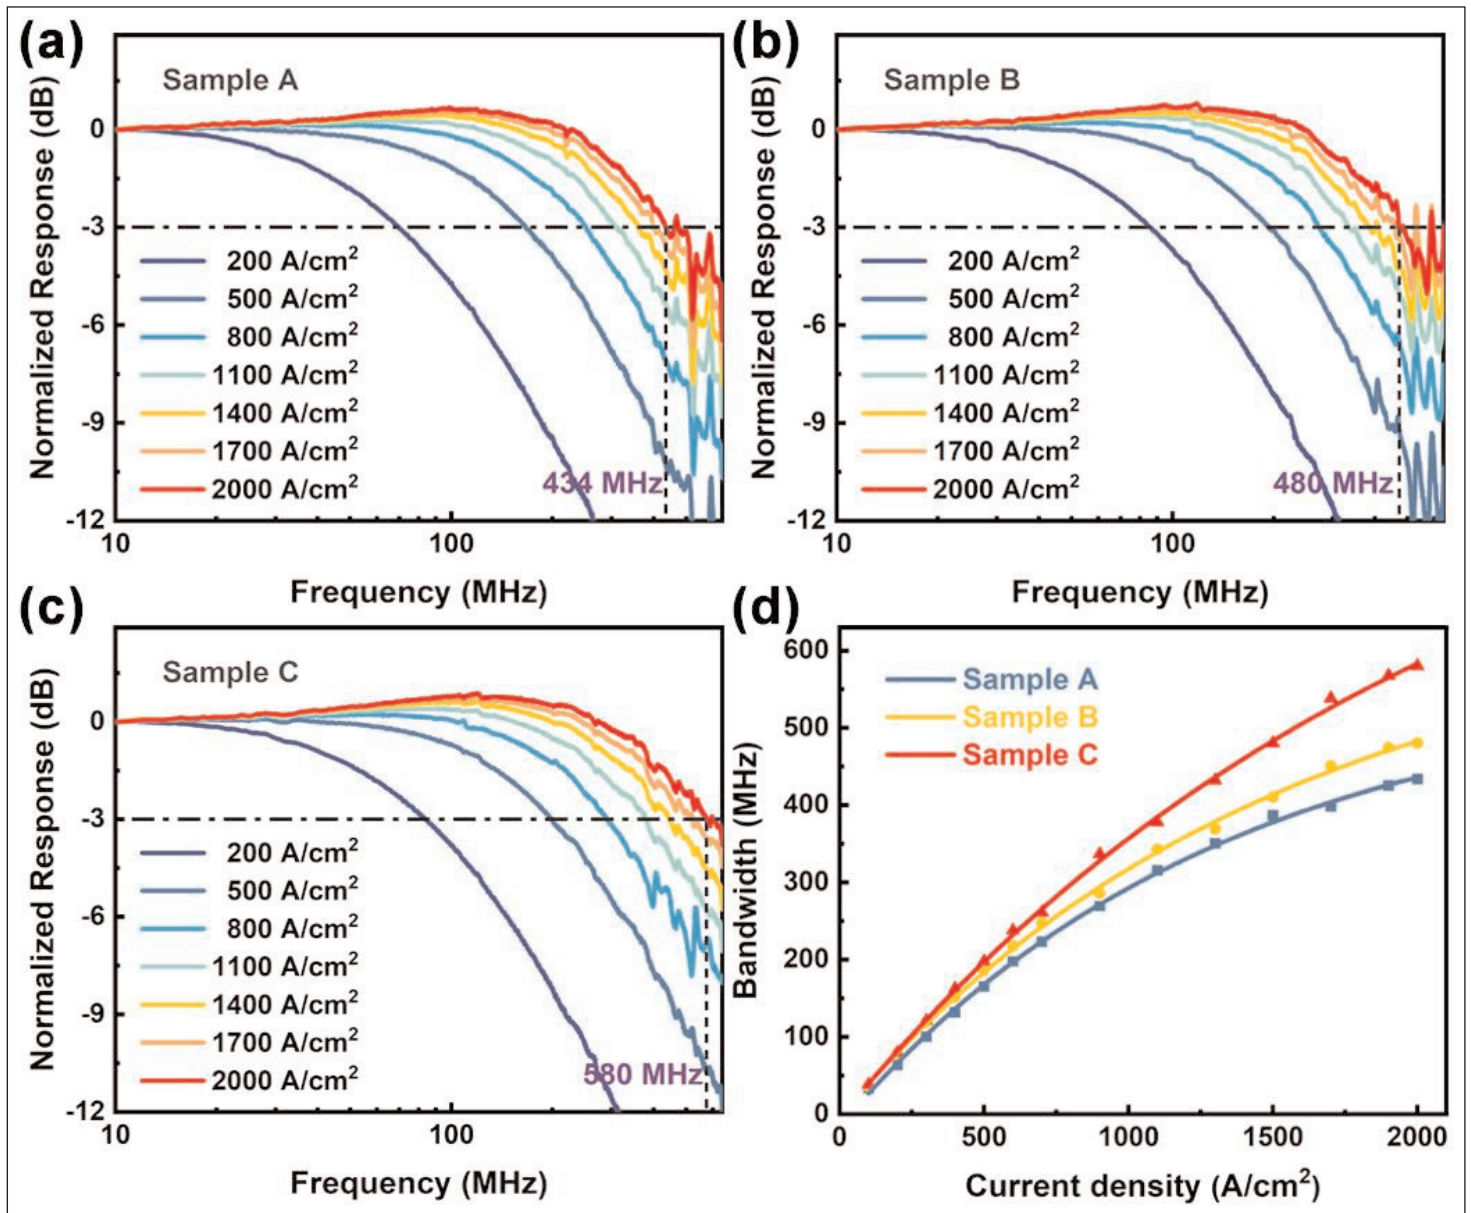 (a)
Sample A
Normalized Response (dB)
0
-3
-6
-9
-12
200 A/cm²
500 A/cm²
800 A/cm²
1100 A/cm²
1400 A/cm²
1700 A/cm²
2000 A/cm²
434 MHz
10
100
Frequency (MHz)
(b)
Sample B
Normalized Response (dB)
0
-3
-6
-9
-12
200 A/cm²
500 A/cm²
800 A/cm²
1100 A/cm²
1400 A/cm²
1700 A/cm²
2000 A/cm²
480 MHz
10
100
Frequency (MHz)
(c)
Sample C
Normalized Response (dB)
0
-3
-6
-9
-12
200 A/cm²
500 A/cm²
800 A/cm²
1100 A/cm²
1400 A/cm²
1700 A/cm²
2000 A/cm²
580 MHz
10
100
Frequency (MHz)
(d)
Bandwidth (MHz)
600
500
400
300
200
100
0
Sample A
Sample B
Sample C
0
500
1000
1500
2000
Current density (A/cm²)